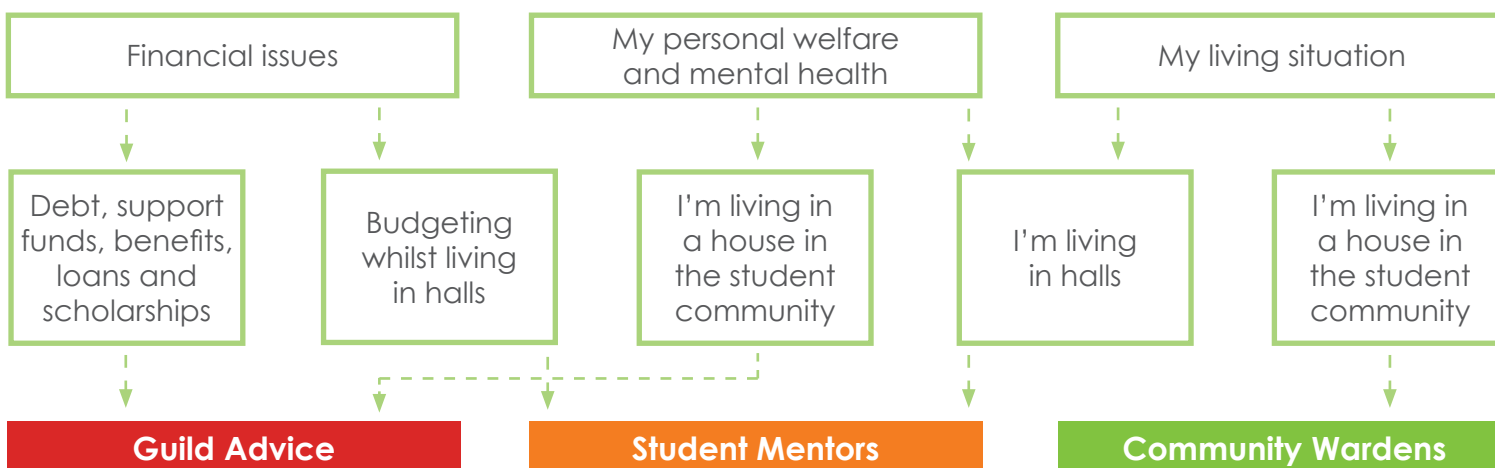 Financial issues
My personal welfare
and mental health
My living situation
Debt, support
funds, benefits,
loans and
scholarships
Budgeting
whilst living
in halls
I’m living in
a house in
the student
community
I’m living
in halls
I’m living in
a house in
the student
community
Guild Advice
Student Mentors
Community Wardens